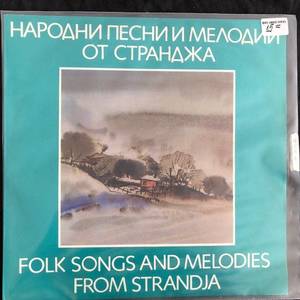 НАРОДНИ ПЕСНИ И МЕЛОДИИ
ОТ СТРАНДЖА
FOLK SONGS AND MELODIES
FROM STRANDJA